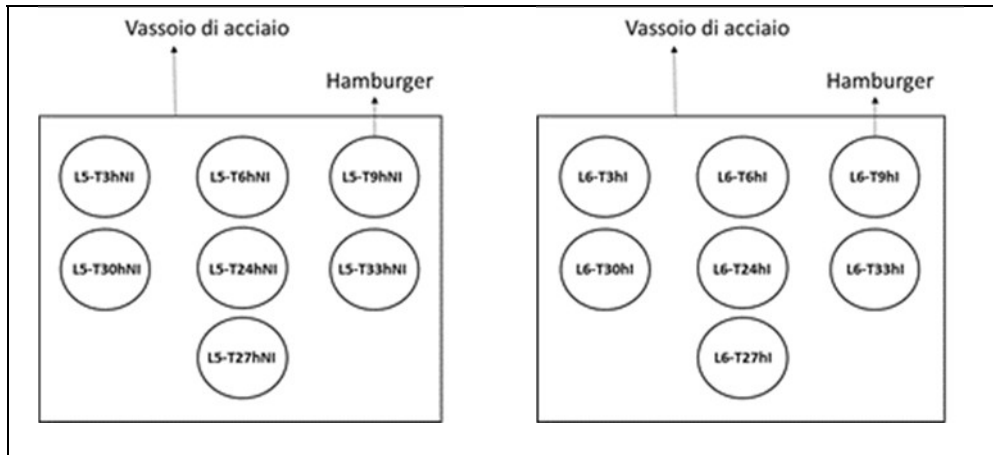 Vassoio di acciaio
Hamburger
L5-T3hNI
L5-T6hNI
L5-T9hNI
L5-T30hNI
L5-T24hNI
L5-T33hNI
L5-T27hNI
Vassoio di acciaio
Hamburger
L6-T3hI
L6-T6hI
L6-T9hI
L6-T30hI
L6-T24hI
L6-T33hI
L6-T27hI